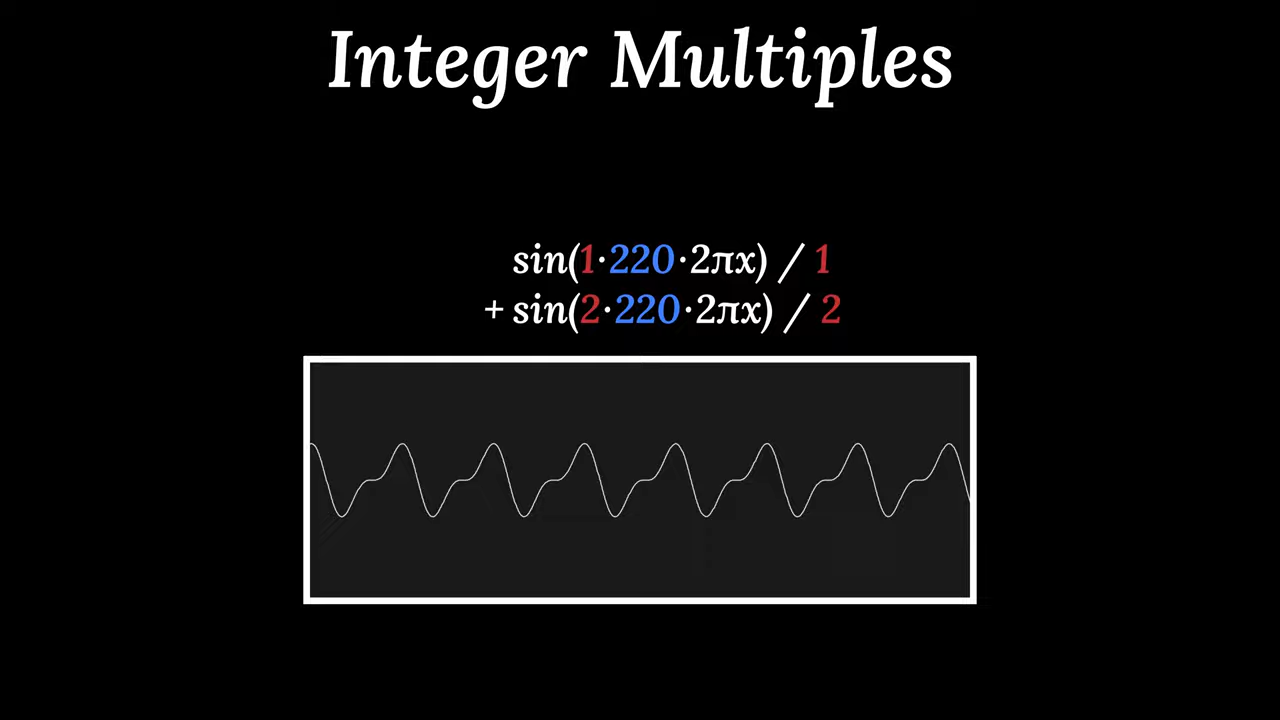 Integer Multiples
sin(1·220·2πx) / 1
+ sin(2·220·2πx) / 2